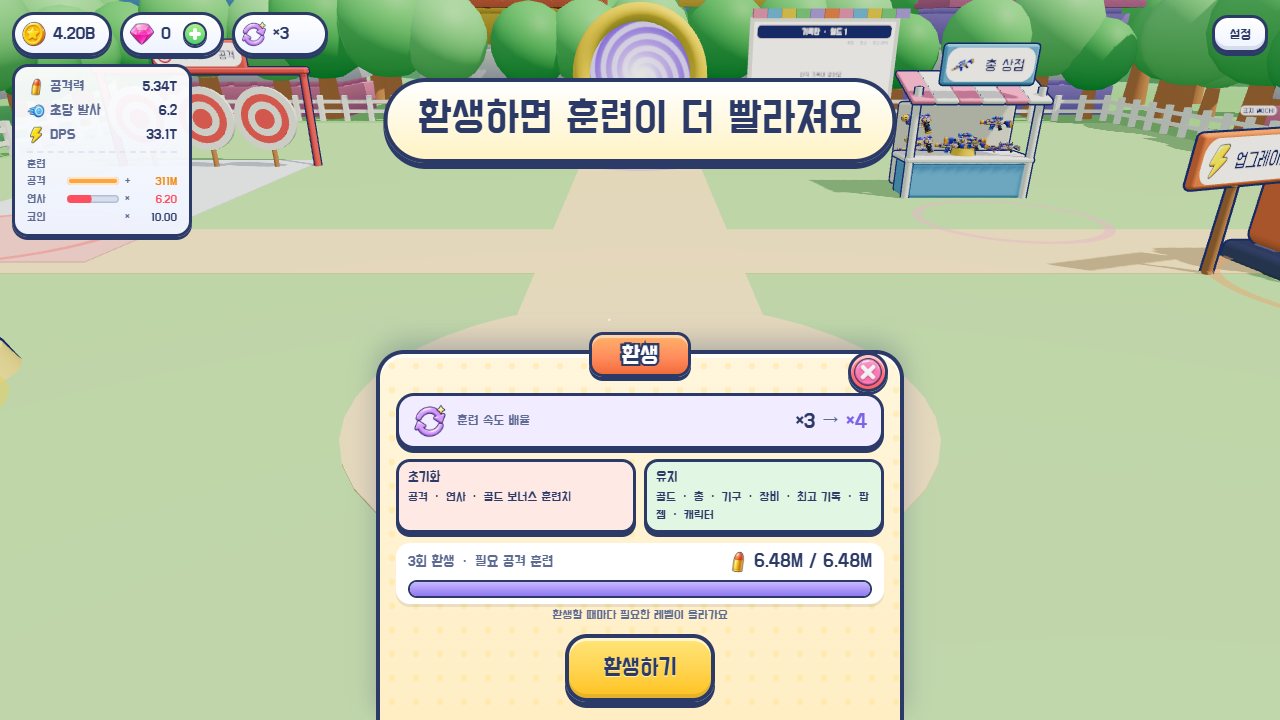 4.20B
0
×3
설정
공격력 5.34T
초당 발사 6.2
DPS 33.1T
훈련
공격 + 311M
연사 × 6.20
코인 × 10.00
환생하면 훈련이 더 빨라져요
총 상점
업그레이
환생
훈련 속도 배율 ×3 → ×4
초기화
공격 · 연사 · 골드 보너스 훈련치
유지
골드 · 총 · 기구 · 장비 · 최고 기록 · 팝
젬 · 캐릭터
3회 환생 · 필요 공격 훈련 6.48M / 6.48M
환생할 때마다 필요한 레벨이 올라가요
환생하기